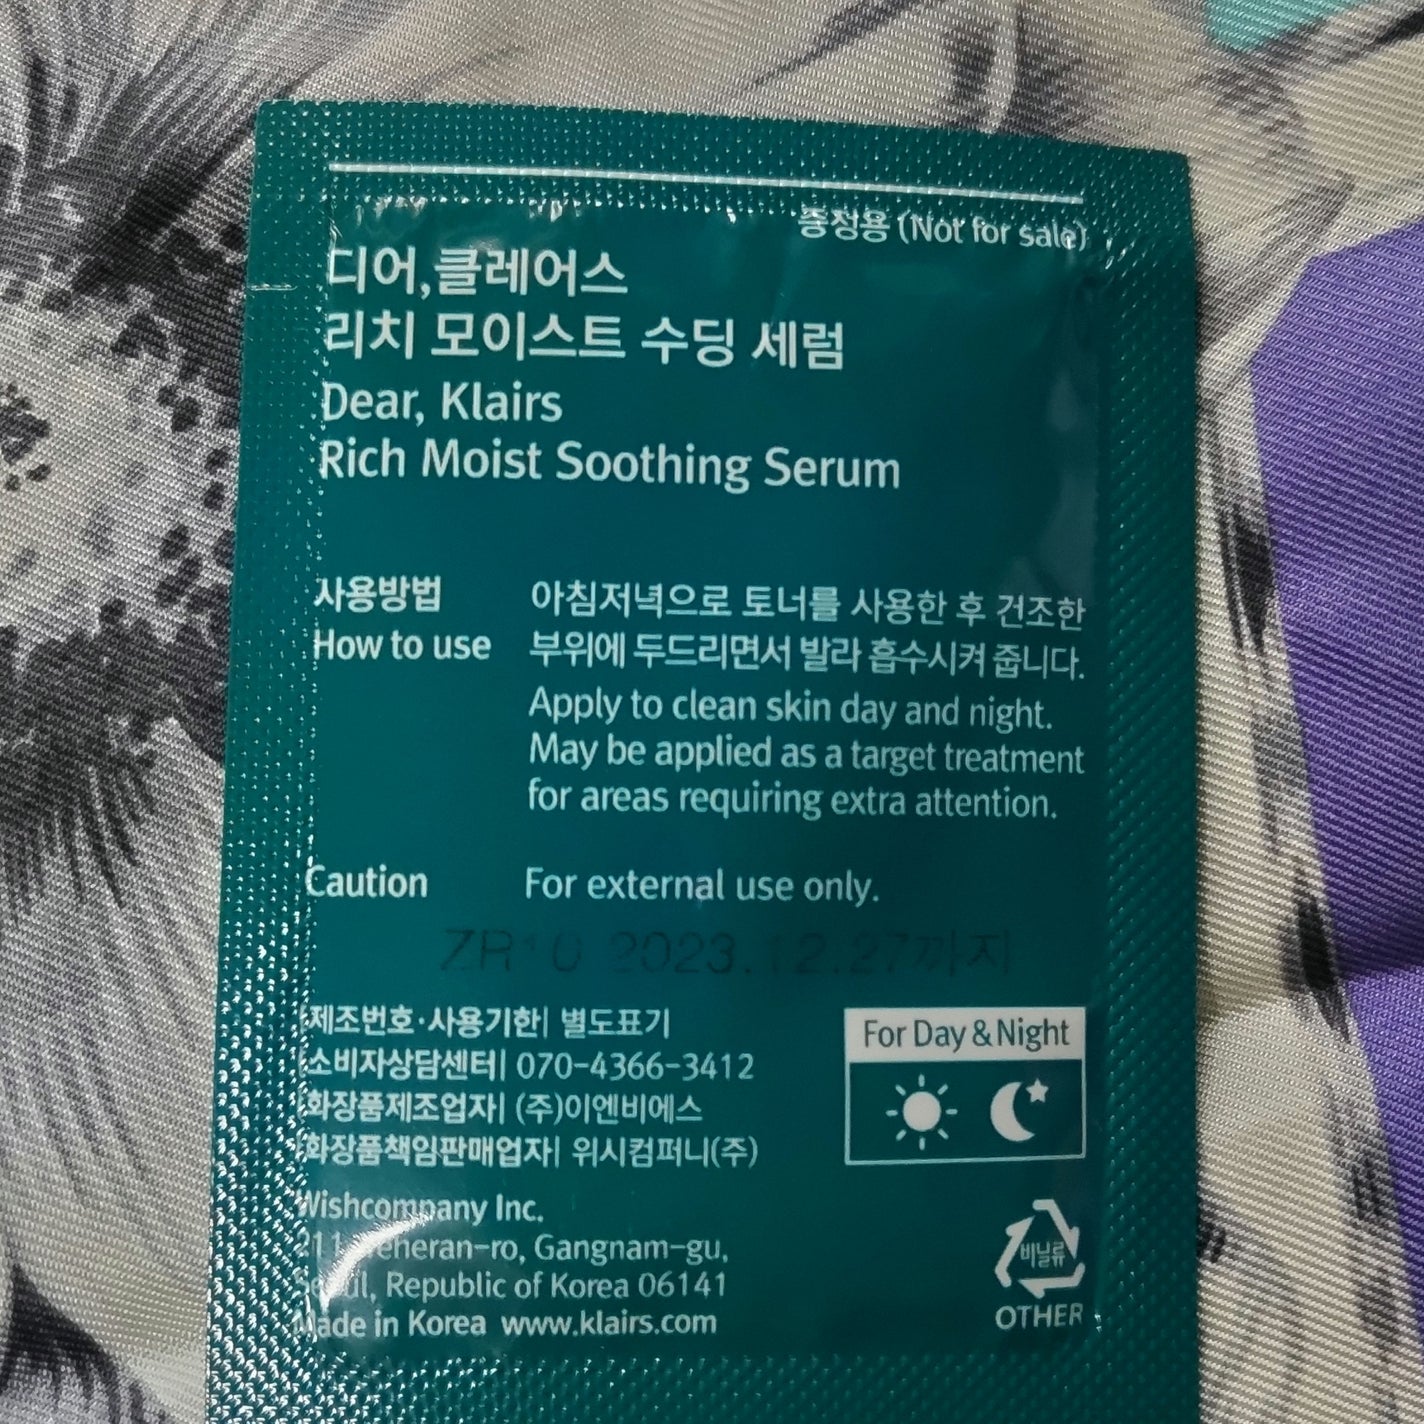 증정용 (Not for sale)
디어,클레어스
리치 모이스트 수딩 세럼
Dear, Klairs
Rich Moist Soothing Serum
사용방법 아침저녁으로 토너를 사용한 후 건조한
How to use 부위에 두드리면서 발라 흡수시켜 줍니다.
Apply to clean skin day and night.
May be applied as a target treatment
for areas requiring extra attention.
Caution For external use only.
2023.12.27까지
제조번호·사용기한| 별도표기
소비자상담센터| 070-4366-3412
화장품제조업자| (주)이엔비에스
화장품책임판매업자| 위시컴퍼니(주)
For Day & Night
Wishcompany Inc.
211, Teheran-ro, Gangnam-gu,
Seoul, Republic of Korea 06141
Made in Korea www.klairs.com
비닐류
OTHER